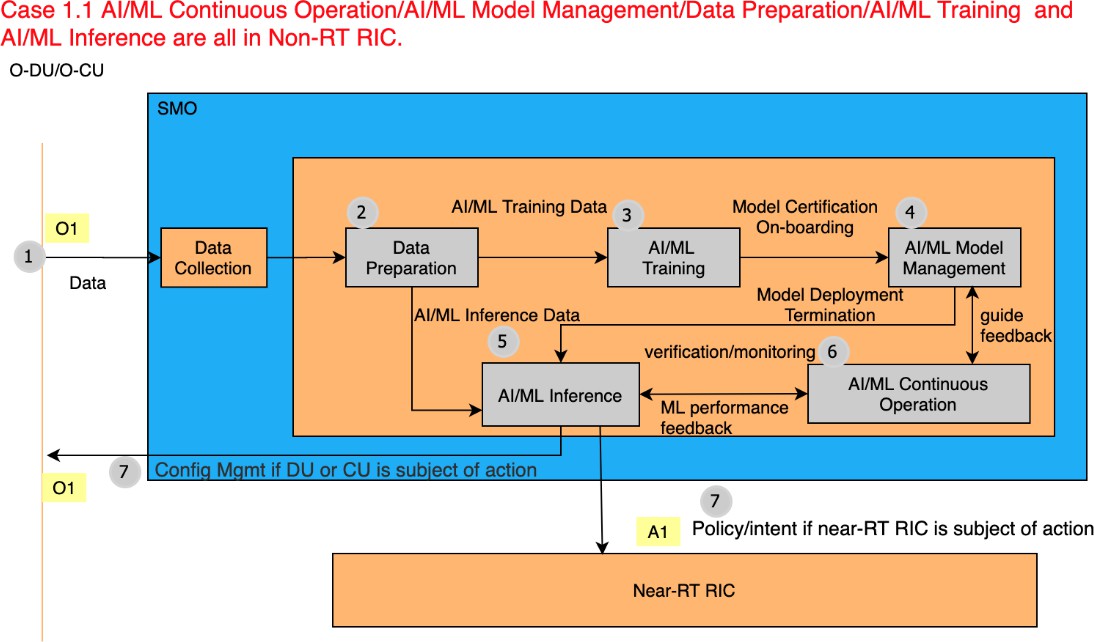 Case 1.1 AI/ML Continuous Operation/AI/ML Model Management/Data Preparation/AI/ML Training and
AI/ML Inference are all in Non-RT RIC.
O-DU/O-CU
SMO
O1
1
Data
Data
Collection
2
Data
Preparation
AI/ML Training Data
3
AI/ML
Training
Model Certification
On-boarding
4
AI/ML Model
Management
AI/ML Inference Data
Model Deployment
Termination
guide
feedback
5
AI/ML Inference
verification/monitoring
6
ML performance
feedback
AI/ML Continuous
Operation
7
Config Mgmt if DU or CU is subject of action
O1
7
A1
Policy/intent if near-RT RIC is subject of action
Near-RT RIC